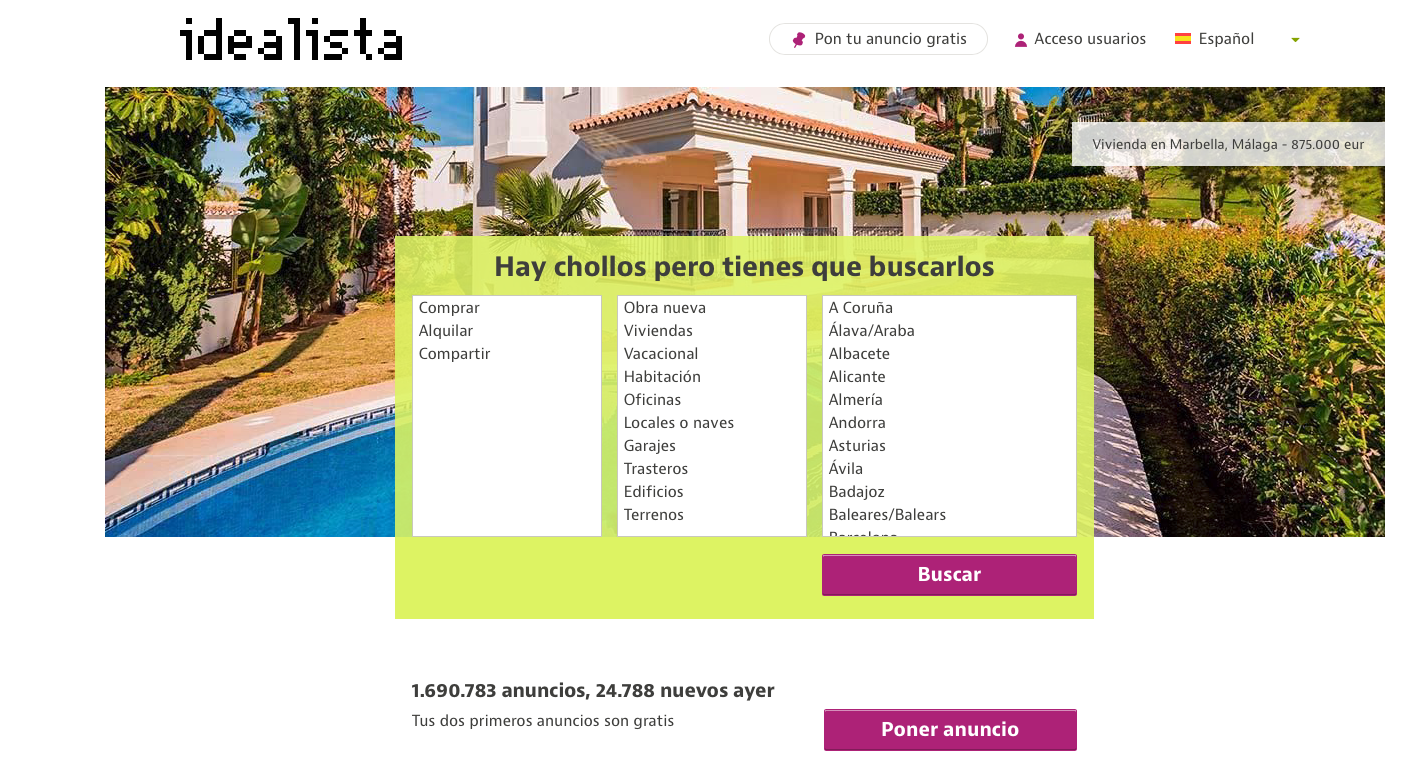 idealista
Pon tu anuncio gratis
Acceso usuarios
Español
Vivienda en Marbella, Málaga - 875.000 eur
Hay chollos pero tienes que buscarlos
Comprar
Alquilar
Compartir
Obra nueva
Viviendas
Vacacional
Habitación
Oficinas
Locales o naves
Garajes
Trasteros
Edificios
Terrenos
A Coruña
Álava/Araba
Albacete
Alicante
Almería
Andorra
Asturias
Ávila
Badajoz
Baleares/Balears
Barcelona
Buscar
1.690.783 anuncios, 24.788 nuevos ayer
Tus dos primeros anuncios son gratis
Poner anuncio